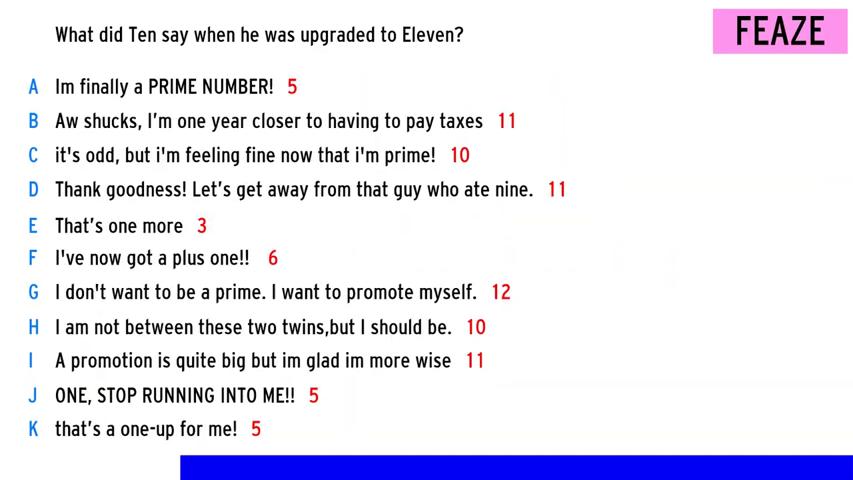 What did Ten say when he was upgraded to Eleven?
FEAZE
A Im finally a PRIME NUMBER! 5
B Aw shucks, I'm one year closer to having to pay taxes 11
C it's odd, but i'm feeling fine now that i'm prime! 10
D Thank goodness! Let's get away from that guy who ate nine. 11
E That's one more 3
F I've now got a plus one!! 6
G I don't want to be a prime. I want to promote myself. 12
H I am not between these two twins,but I should be. 10
I A promotion is quite big but im glad im more wise 11
J ONE, STOP RUNNING INTO ME!! 5
K that's a one-up for me! 5